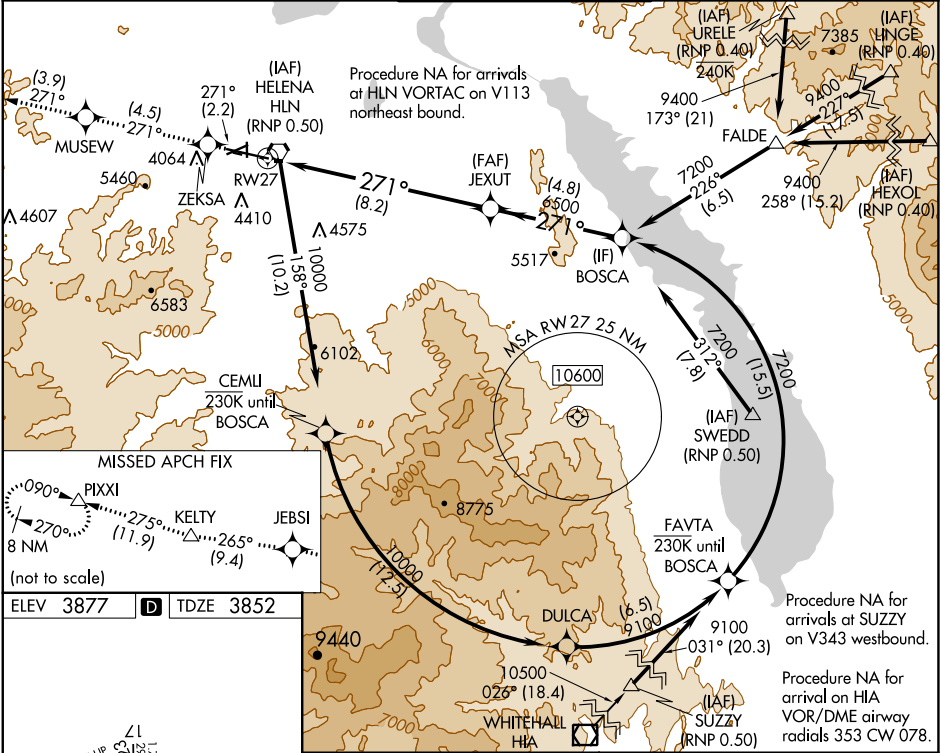 (IAF)
URELE
(RNP 0.40)
240K
7385
(IAF)
LINGE
(RNP 0.40)
9400
173° (21)
9400
227°
(17.5)
FALDE
9400
258° (15.2)
(IAF)
HEXOL
(RNP 0.40)
7200
226°
(6.5)
(3.9)
271°
MUSEW
(4.5)
271°
271°
(2.2)
(IAF)
HELENA
HLN
(RNP 0.50)
Procedure NA for arrivals
at HLN VORTAC on V113
northeast bound.
4064
ZEKSA
RW27
5460
4410
4607
4575
271°
(8.2)
(FAF)
JEXUT
(4.8)
6500
271°
5517
(IF)
BOSCA
10000
158°
(10.2)
6583
5000
5000
6000
6102
MSA RW27 25 NM
10600
7200
312°
(7.8)
7200
(15.5)
(IAF)
SWEDD
(RNP 0.50)
CEMLI
230K until
BOSCA
8000
8775
7000
5000
5000
MISSED APCH FIX
090°
PIXXI
270°
8 NM
275°
(11.9)
KELTY
265°
(9.4)
JEBSI
(not to scale)
FAVTA
230K until
BOSCA
10000
(12.5)
DULCA
(6.5)
9100
9100
031° (20.3)
Procedure NA for
arrivals at SUZZY
on V343 westbound.
ELEV 3877
D
TDZE 3852
9440
10500
026° (18.4)
WHITEHALL
HIA
(IAF)
SUZZY
(RNP 0.50)
Procedure NA for
arrival on HIA
VOR/DME airway
radials 353 CW 078.
17
UP